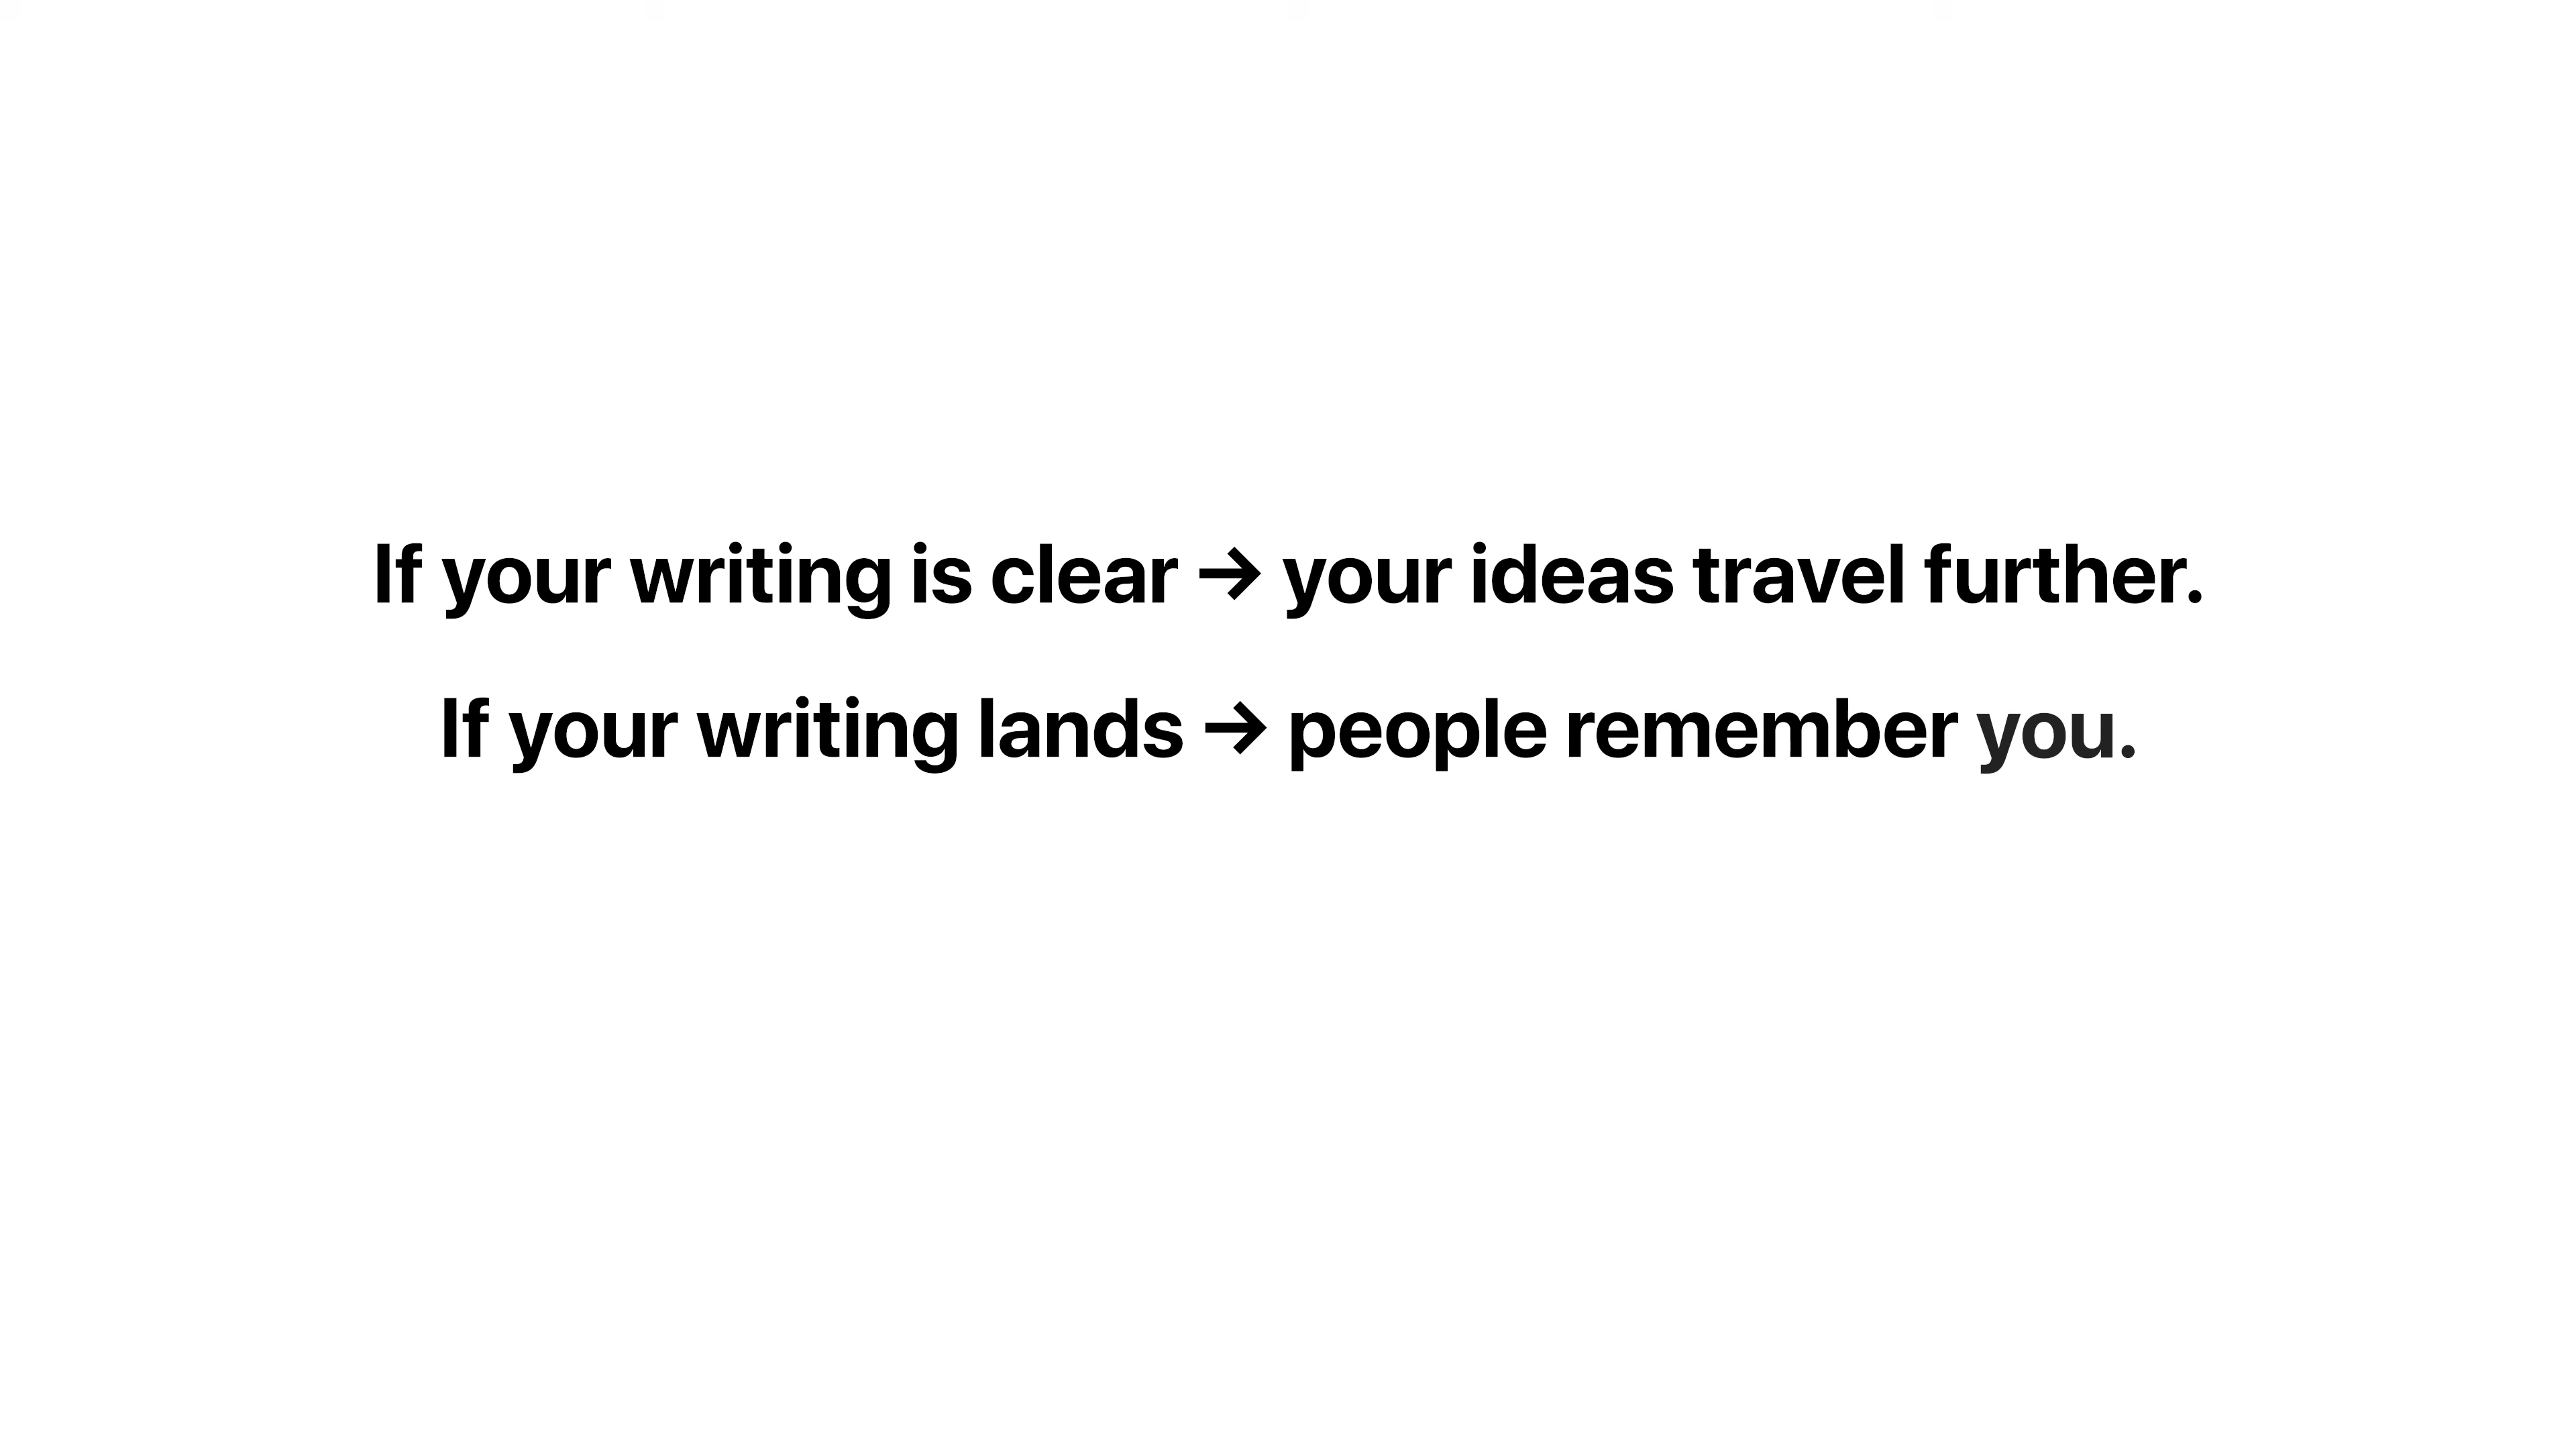 If your writing is clear → your ideas travel further.
If your writing lands → people remember you.